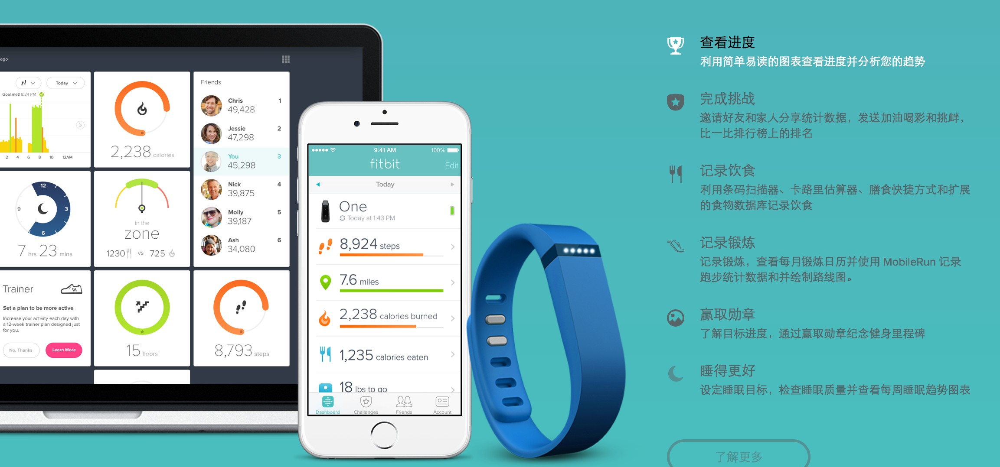 ago
Today
Goal met! 8:24 PM
2 4 6 8 10 12AM
2,238 calories
Friends
Chris 1
49,428
Jessie 2
47,298
You 3
45,298
Nick 4
39,875
Molly 5
39,187
Ash 6
34,080
12
9 3
6
7 hrs 23 mins
in the
zone
1230 vs 725
Trainer
Set a plan to be more active
Increase your activity each day with
a 12-week trainer plan designed just
for you.
No, Thanks Learn More
15 floors
8,793 steps
9:41 AM 100%
fitbit Edit
Today
One
Today at 1:43 PM
8,924 steps
7.6 miles
2,238 calories burned
1,235 calories eaten
18 lbs to go
Dashboard Challenges Friends Account
查看进度
利用简单易读的图表查看进度并分析您的趋势
完成挑战
邀请好友和家人分享统计数据，发送加油喝彩和挑衅，
比一比排行榜上的排名
记录饮食
利用条码扫描器、卡路里估算器、膳食快捷方式和扩展
的食物数据库记录饮食
记录锻炼
记录锻炼，查看每月锻炼日历并使用 MobileRun 记录
跑步统计数据和并绘制路线图。
赢取勋章
了解目标进度，通过赢取勋章纪念健身里程碑
睡得更好
设定睡眠目标，检查睡眠质量并查看每周睡眠趋势图表
了解更多